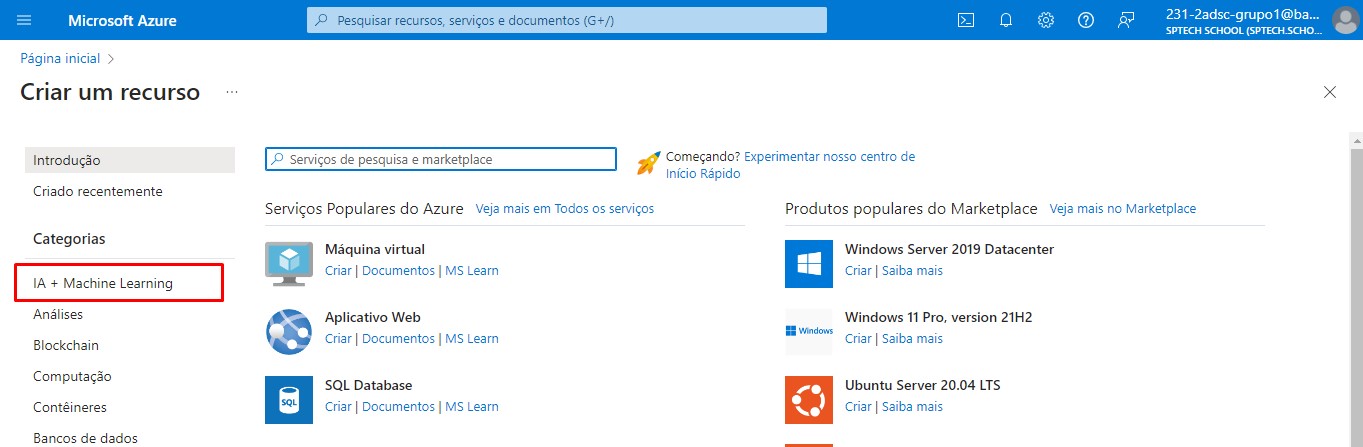 Microsoft Azure
Pesquisar recursos, serviços e documentos (G+/)
231-2adsc-grupo1@ba...
SPTECH SCHOOL (SPTECH.SCHO...
Página inicial >
Criar um recurso ...
Introdução
Criado recentemente
Categorias
IA + Machine Learning
Análises
Blockchain
Computação
Contêineres
Bancos de dados
Serviços de pesquisa e marketplace
Começando? Experimentar nosso centro de
Início Rápido
Serviços Populares do Azure Veja mais em Todos os serviços
Máquina virtual
Criar | Documentos | MS Learn
Aplicativo Web
Criar | Documentos | MS Learn
SQL
SQL Database
Criar | Documentos | MS Learn
Produtos populares do Marketplace Veja mais no Marketplace
Windows Server 2019 Datacenter
Criar | Saiba mais
Windows
Windows 11 Pro, version 21H2
Criar | Saiba mais
Ubuntu Server 20.04 LTS
Criar | Saiba mais